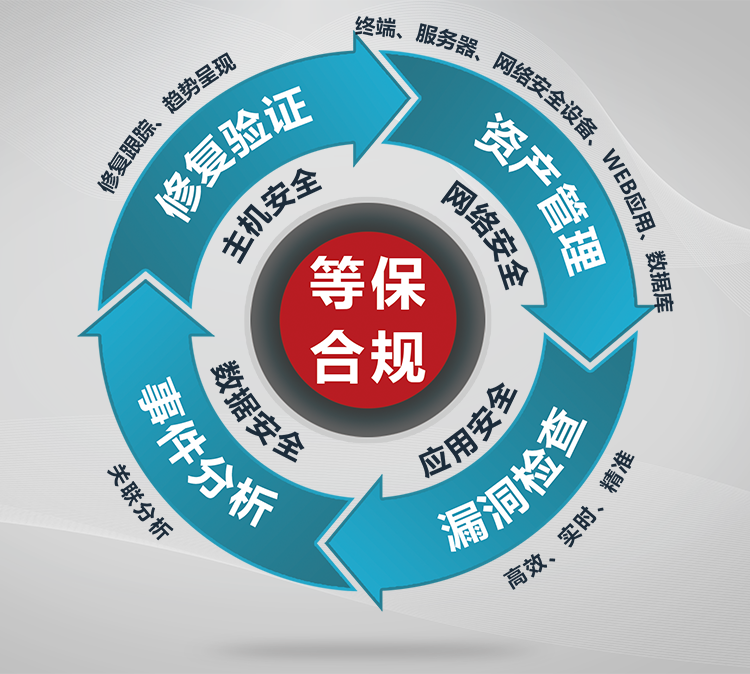 终端、服务器、网络安全设备、WEB应用、数据库
修复跟踪、趋势呈现
修复验证
资产管理
主机安全
网络安全
等保
合规
数据安全
应用安全
事件分析
漏洞检查
关联分析
高效、实时、精准